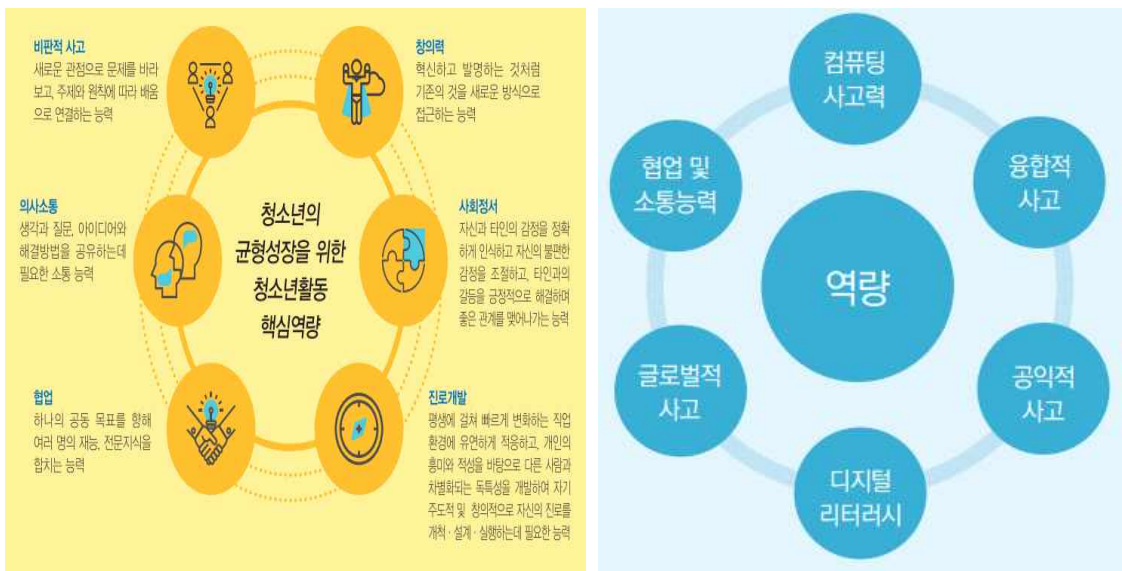 비판적 사고
새로운 관점으로 문제를 바라
보고, 주제와 원칙에 따라 배움
으로 연결하는 능력
창의력
혁신하고 발명하는 것처럼
기존의 것을 새로운 방식으로
접근하는 능력
의사소통
생각과 질문, 아이디어와
해결방법을 공유하는데
필요한 소통 능력
청소년의
균형성장을 위한
청소년활동
핵심역량
사회정서
자신과 타인의 감정을 정확
하게 인식하고 자신의 불편한
감정을 조절하고, 타인과의
갈등을 긍정적으로 해결하며
좋은 관계를 맺어나가는 능력
협업
하나의 공동 목표를 향해
여러 명의 재능, 전문지식을
합치는 능력
진로개발
평생에 걸쳐 빠르게 변화하는 직업
환경에 유연하게 적응하고, 개인의
흥미와 적성을 바탕으로 다른 사람과
차별화되는 독특성을 개발하여 자기
주도적 및 창의적으로 자신의 진로를
개척·설계·실행하는데 필요한 능력
컴퓨팅
사고력
협업 및
소통능력
융합적
사고
역량
글로벌적
사고
공익적
사고
디지털
리터러시